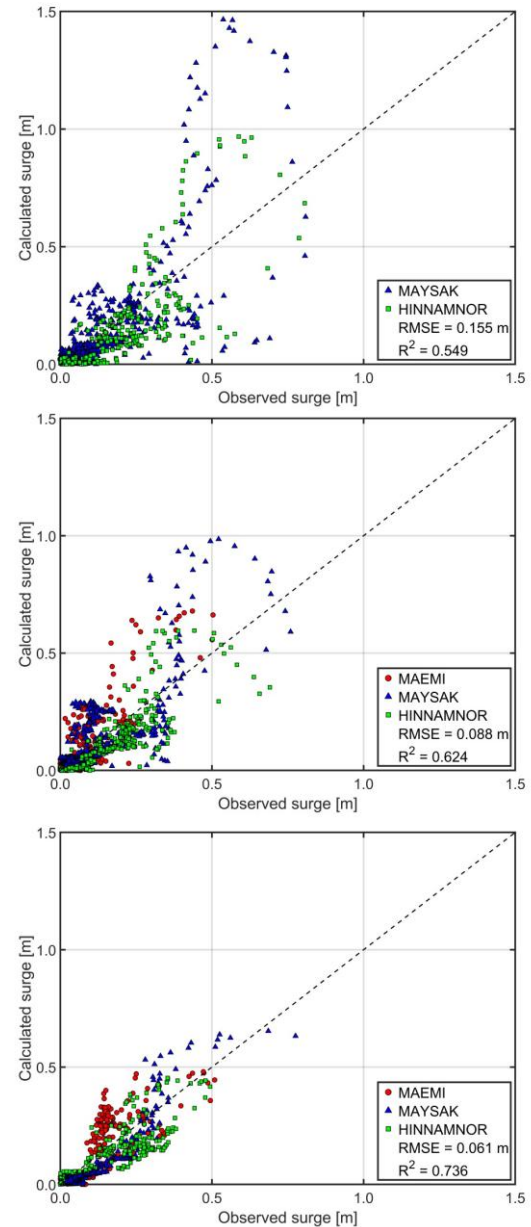 1.5
1.0
0.5
0.0
Calculated surge [m]
MAYSAK
HINNAMNOR
RMSE = 0.155 m
R² = 0.549
0.0 0.5 1.0 1.5
Observed surge [m]
1.5
1.0
0.5
0.0
Calculated surge [m]
MAEMI
MAYSAK
HINNAMNOR
RMSE = 0.088 m
R² = 0.624
0.0 0.5 1.0 1.5
Observed surge [m]
1.5
1.0
0.5
0.0
Calculated surge [m]
MAEMI
MAYSAK
HINNAMNOR
RMSE = 0.061 m
R² = 0.736
0.0 0.5 1.0 1.5
Observed surge [m]